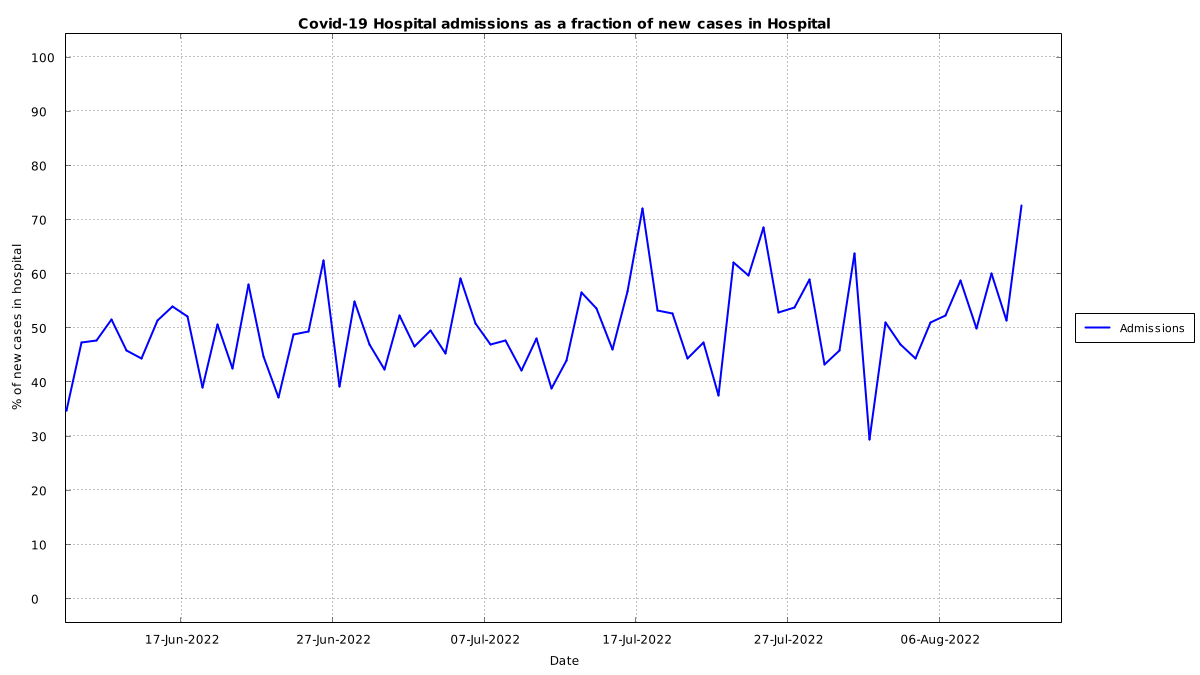 Covid-19 Hospital admissions as a fraction of new cases in Hospital
% of new cases in hospital
100
90
80
70
60
50
40
30
20
10
0
17-Jun-2022
27-Jun-2022
07-Jul-2022
17-Jul-2022
27-Jul-2022
06-Aug-2022
Date
Admissions